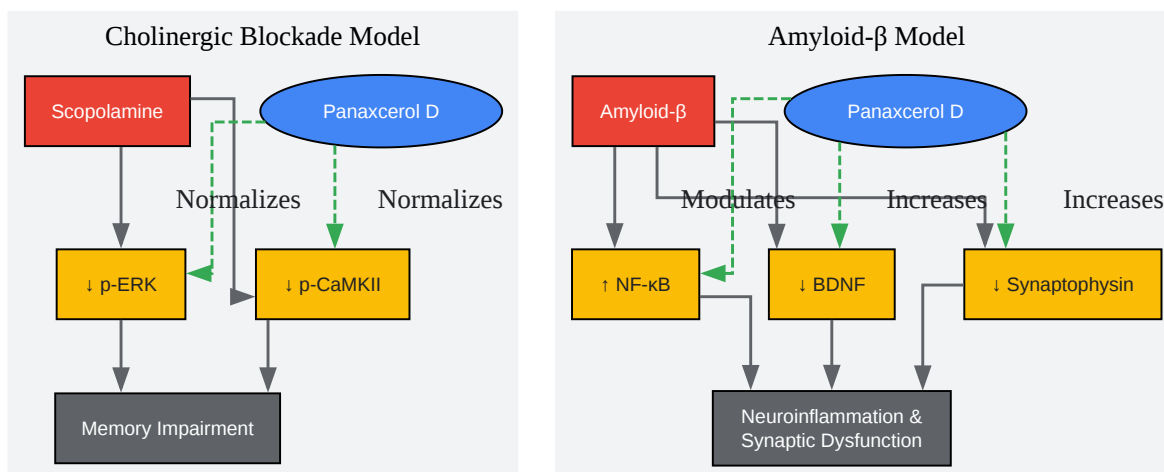 Cholinergic Blockade Model
Scopolamine
Panaxcerol D
Normalizes
Normalizes
↓ p-ERK
↓ p-CaMKII
Memory Impairment
Amyloid-β Model
Amyloid-β
Panaxcerol D
Modulates
Increases
Increases
↑ NF-κB
↓ BDNF
↓ Synaptophysin
Neuroinflammation &
Synaptic Dysfunction